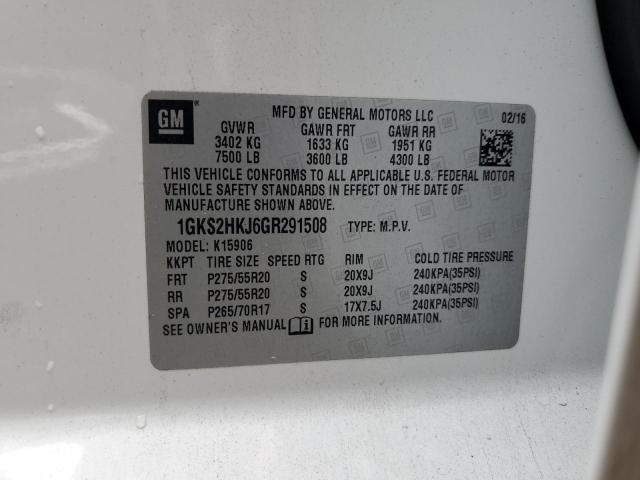 GM®
MFD BY GENERAL MOTORS LLC 02/16
GVWR GAWR FRT GAWR RR
3402 KG 1633 KG 1951 KG
7500 LB 3600 LB 4300 LB
THIS VEHICLE CONFORMS TO ALL APPLICABLE U.S. FEDERAL MOTOR
VEHICLE SAFETY STANDARDS IN EFFECT ON THE DATE OF
MANUFACTURE SHOWN ABOVE.
1GKS2HKJ6GR291508 TYPE: M.P.V.
MODEL: K15906
KKPT TIRE SIZE SPEED RTG RIM COLD TIRE PRESSURE
FRT P275/55R20 S 20X9J 240KPA(35PSI)
RR P275/55R20 S 20X9J 240KPA(35PSI)
SPA P265/70R17 S 17X7.5J 240KPA(35PSI)
SEE OWNER'S MANUAL FOR MORE INFORMATION.